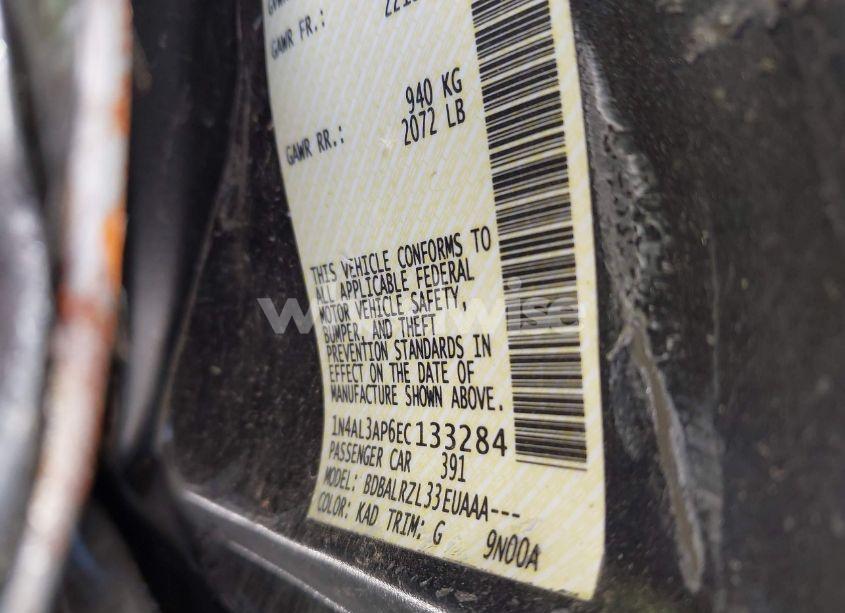 GAWR FR.:
940 KG
GAWR RR.: 2072 LB
THIS VEHICLE CONFORMS TO
ALL APPLICABLE FEDERAL
MOTOR VEHICLE SAFETY,
BUMPER, AND THEFT
PREVENTION STANDARDS IN
EFFECT ON THE DATE OF
MANUFACTURE SHOWN ABOVE.
1N4AL3AP6EC133284
PASSENGER CAR 391
MODEL: BDBALRZL33EUAAA---
COLOR: KAD TRIM: G 9N00A